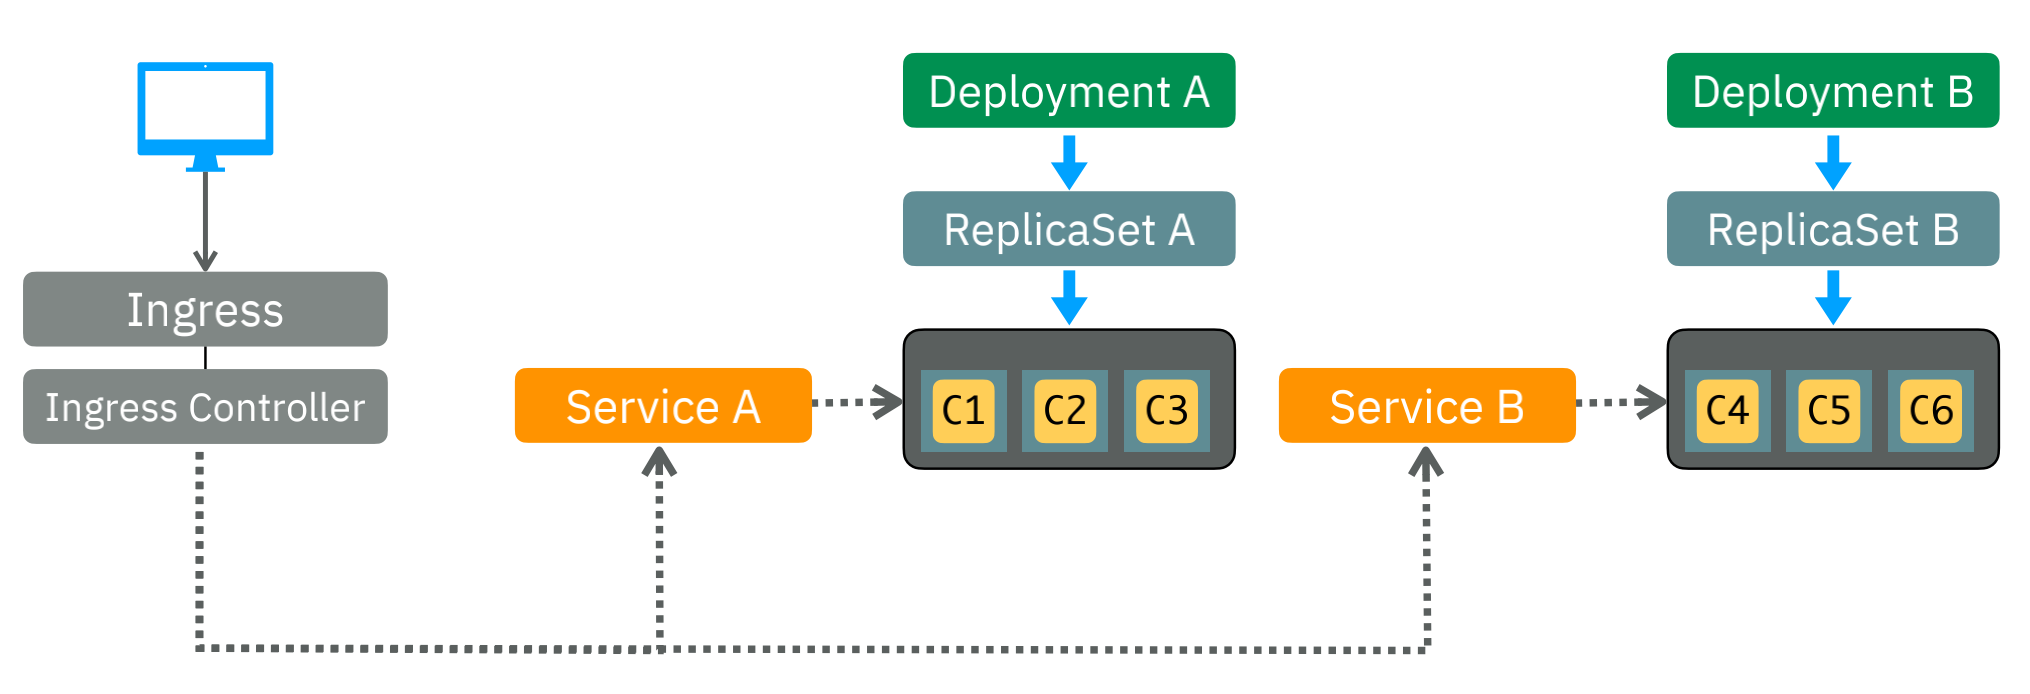 Deployment A
Deployment B
ReplicaSet A
ReplicaSet B
Ingress
Ingress Controller
Service A
C1 C2 C3
Service B
C4 C5 C6